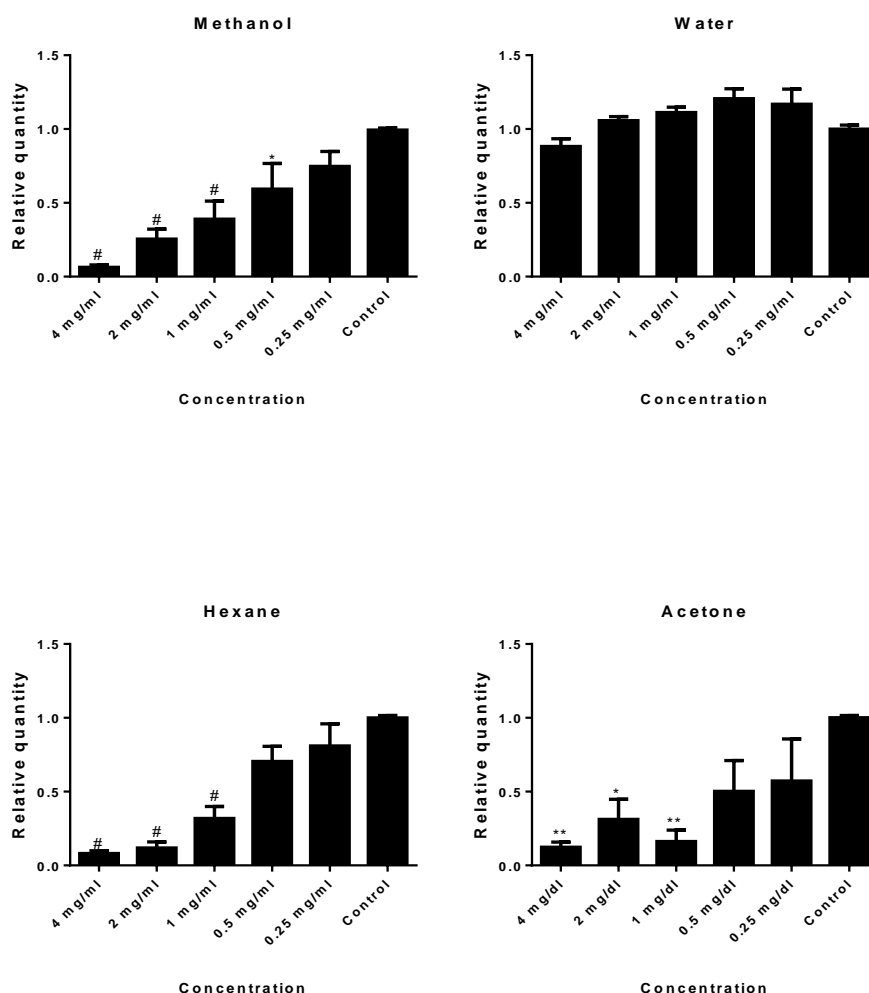 Methanol
Relative quantity
1.5
1.0
0.5
0.0
#
#
#
*
4 mg/ml
2 mg/ml
1 mg/ml
0.5 mg/ml
0.25 mg/ml
Control
Concentration
Water
Relative quantity
1.5
1.0
0.5
0.0
4 mg/ml
2 mg/ml
1 mg/ml
0.5 mg/ml
0.25 mg/ml
Control
Concentration
Hexane
Relative quantity
1.5
1.0
0.5
0.0
#
#
#
4 mg/ml
2 mg/ml
1 mg/ml
0.5 mg/ml
0.25 mg/ml
Control
Concentration
Acetone
Relative quantity
1.5
1.0
0.5
0.0
**
*
**
4 mg/dl
2 mg/dl
1 mg/dl
0.5 mg/dl
0.25 mg/dl
Control
Concentration